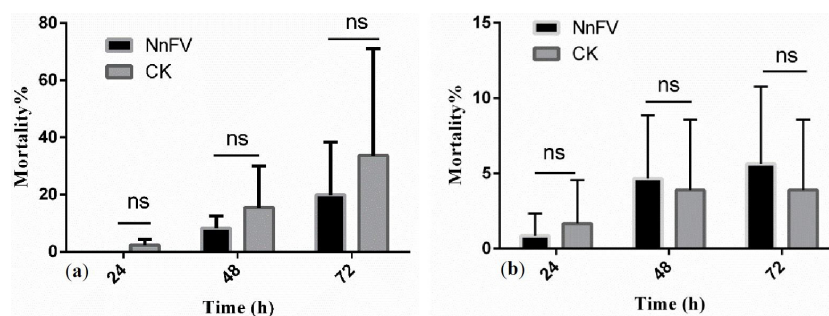 80
60
40
20
0
Mortality%
NnFV
CK
ns
ns
ns
24
48
72
(a)
Time (h)
15
10
5
0
Mortality%
NnFV
CK
ns
ns
ns
24
48
72
(b)
Time (h)